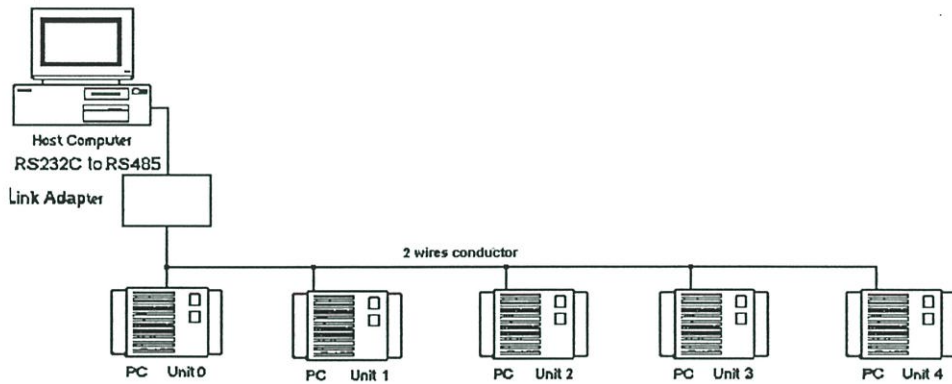 Host Computer
RS232C to RS485
Link Adapter
2 wires conductor
PC Unit 0
PC Unit 1
PC Unit 2
PC Unit 3
PC Unit 4